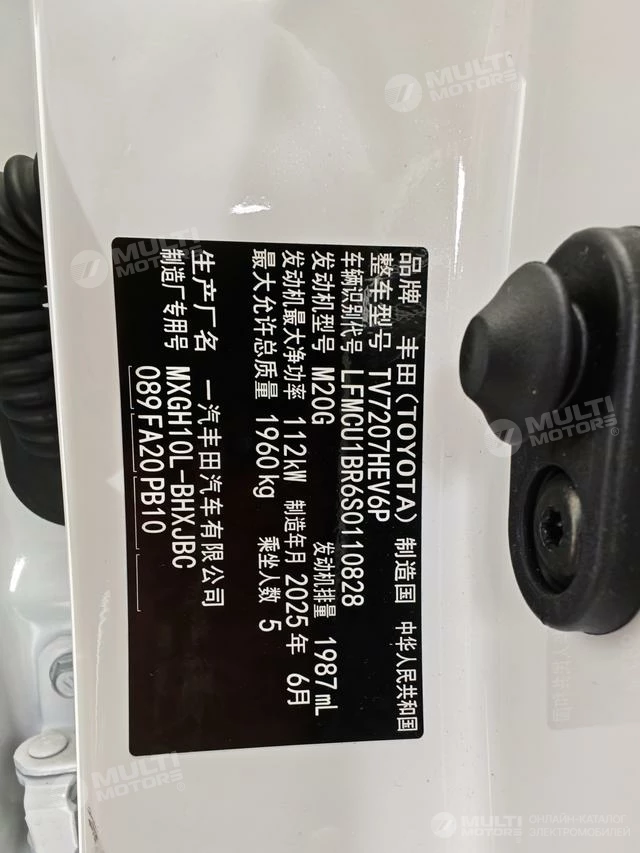 品牌 丰田(TOYOTA) 制造国 中华人民共和国
整车型号 TV7207HEV6P
车辆识别代号 LFMCU1BR6S0110828
发动机型号 M20G 发动机排量 1987mL
发动机最大净功率 112kW 制造年月 2025年 6月
最大允许总质量 1960kg 乘坐人数 5
生产厂名 一汽丰田汽车有限公司
制造厂专用号 MXGH10L-BHXJBC
089FA20PB10
MULTI MOTORS
MULTI MOTORS
MULTI MOTORS
MULTI MOTORS
MULTI MOTORS
ОНЛАЙН-КАТАЛОГ
ЭЛЕКТРОМОБИЛЕЙ